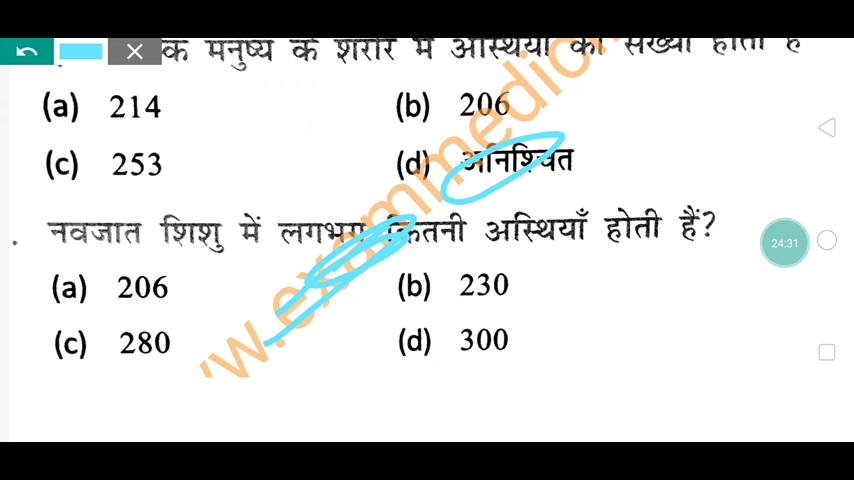 क मनुष्य के शरीर में अस्थियों की संख्या होती है
(a) 214 (b) 206
(c) 253 (d) अनिश्चित
. नवजात शिशु में लगभग कितनी अस्थियाँ होती हैं?
24:31
(a) 206 (b) 230
(c) 280 (d) 300